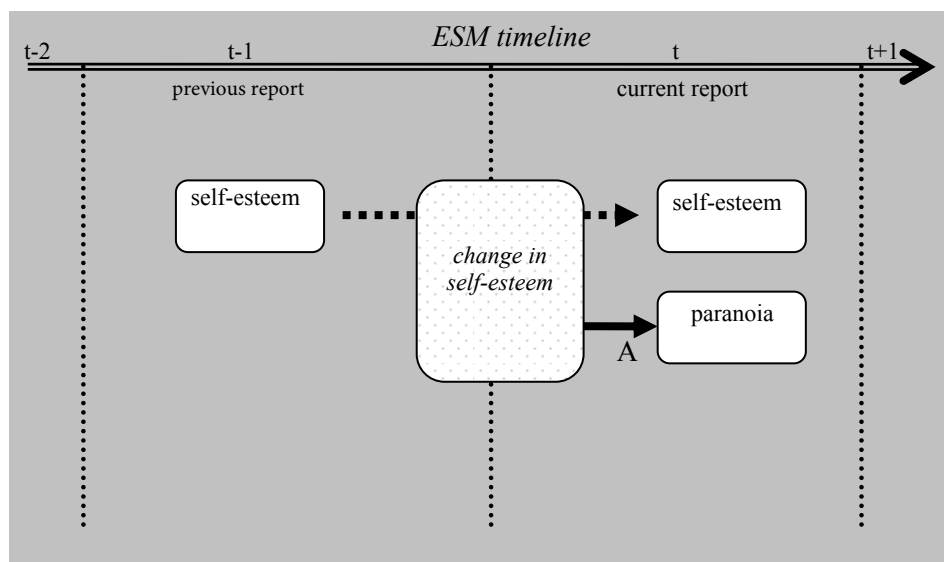 ESM timeline
t-2
t-1
t
t+1
previous report
current report
self-esteem
change in
self-esteem
self-esteem
paranoia
A